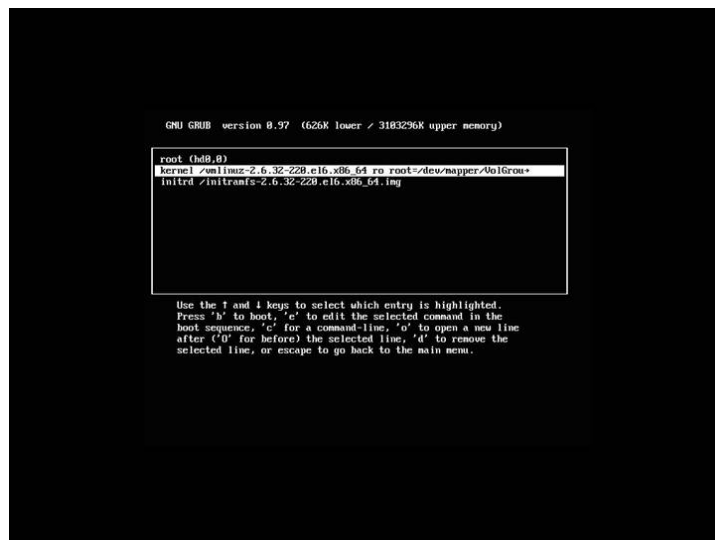 GNU GRUB version 0.97 (626K lower / 3103296K upper memory)
root (hd0,0)
kernel /vmlinuz-2.6.32-220.el6.x86_64 ro root=/dev/mapper/VolGrou→
initrd /initramfs-2.6.32-220.el6.x86_64.img
Use the ↑ and ↓ keys to select which entry is highlighted.
Press 'b' to boot, 'e' to edit the selected command in the
boot sequence, 'c' for a command-line, 'o' to open a new line
after ('O' for before) the selected line, 'd' to remove the
selected line, or escape to go back to the main menu.